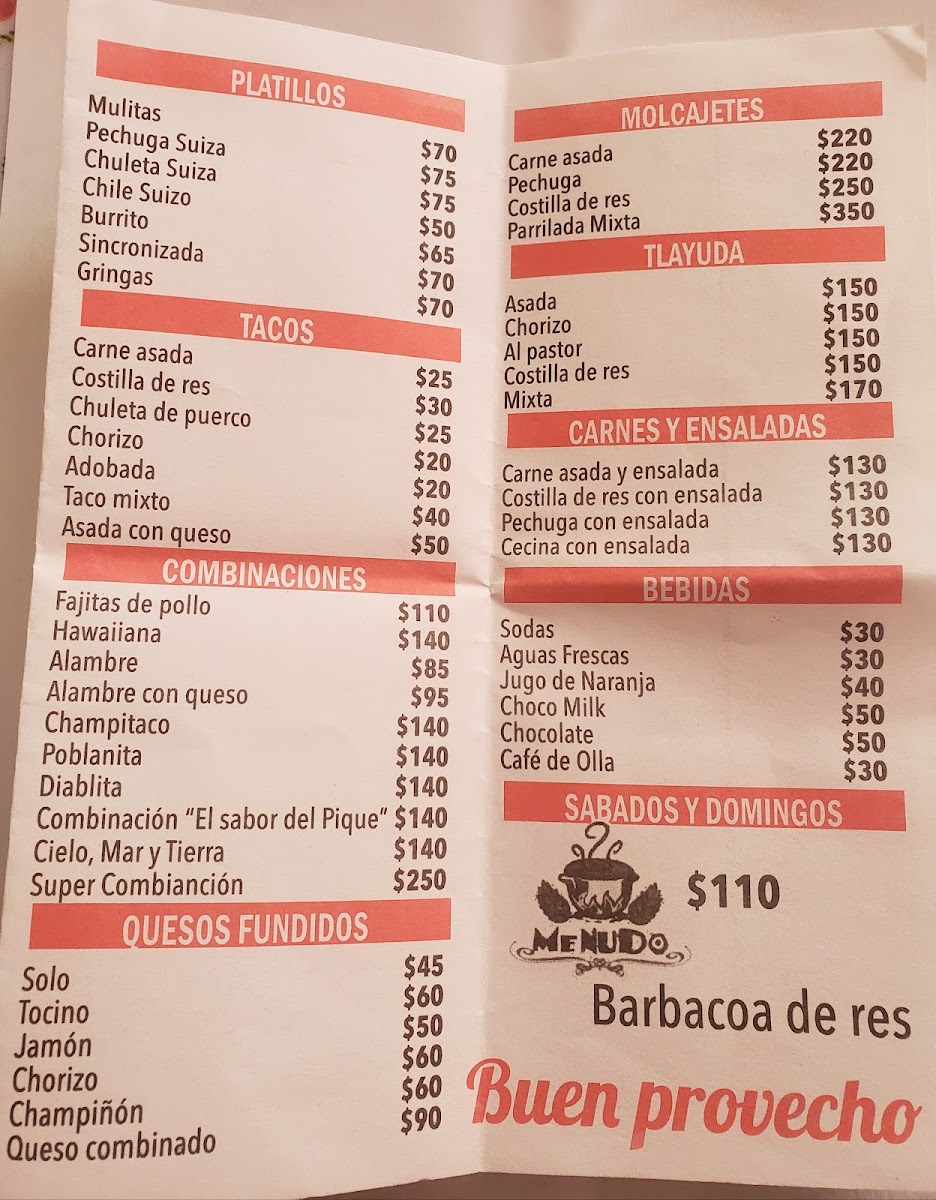 PLATILLOS
Mulitas $70
Pechuga Suiza $75
Chuleta Suiza $75
Chile Suizo $50
Burrito $65
Sincronizada $70
Gringas $70
TACOS
Carne asada $25
Costilla de res $30
Chuleta de puerco $25
Chorizo $20
Adobada $20
Taco mixto $40
Asada con queso $50
COMBINACIONES
Fajitas de pollo $110
Hawaiiana $140
Alambre $85
Alambre con queso $95
Champitaco $140
Poblanita $140
Diablita $140
Combinación “El sabor del Pique” $140
Cielo, Mar y Tierra $140
Super Combianción $250
QUESOS FUNDIDOS
Solo $45
Tocino $60
Jamón $50
Chorizo $60
Champiñón $60
Queso combinado $90
MOLCAJETES
Carne asada $220
Pechuga $220
Costilla de res $250
Parrilada Mixta $350
TLAYUDA
Asada $150
Chorizo $150
Al pastor $150
Costilla de res $150
Mixta $170
CARNES Y ENSALADAS
Carne asada y ensalada $130
Costilla de res con ensalada $130
Pechuga con ensalada $130
Cecina con ensalada $130
BEBIDAS
Sodas $30
Aguas Frescas $30
Jugo de Naranja $40
Choco Milk $50
Chocolate $50
Café de Olla $30
SABADOS Y DOMINGOS
MENUDO $110
Barbacoa de res
Buen provecho